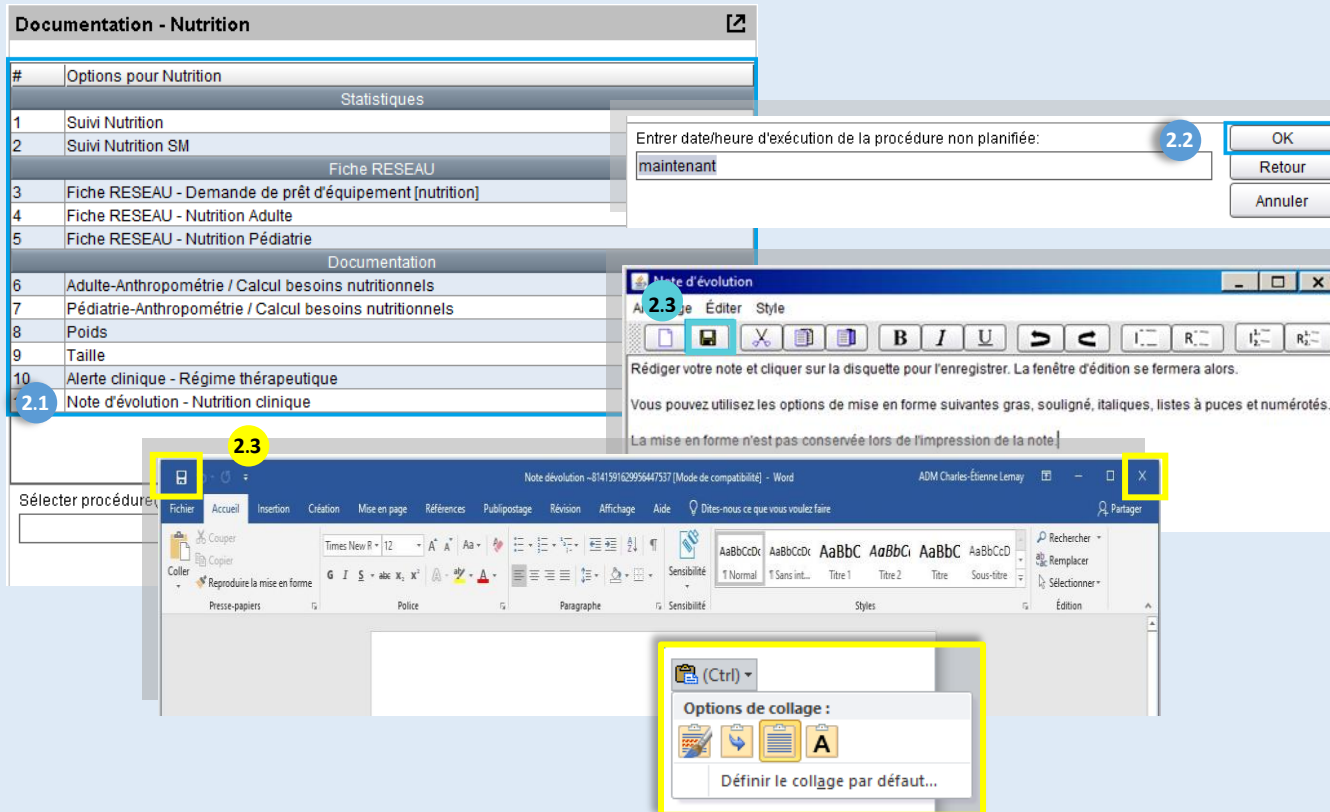 Documentation - Nutrition
# Options pour Nutrition
Statistiques
1 Suivi Nutrition
2 Suivi Nutrition SM
Fiche RESEAU
3 Fiche RESEAU - Demande de prêt d'équipement [nutrition]
4 Fiche RESEAU - Nutrition Adulte
5 Fiche RESEAU - Nutrition Pédiatrie
Documentation
6 Adulte-Anthropométrie / Calcul besoins nutritionnels
7 Pédiatrie-Anthropométrie / Calcul besoins nutritionnels
8 Poids
9 Taille
10 Alerte clinique - Régime thérapeutique
2.1 Note d'évolution - Nutrition clinique
Sélecter procédure
Entrer date/heure d'exécution de la procédure non planifiée:
2.2
OK
maintenant
Retour
Annuler
Note d'évolution
2.3
Éditer Style
B I U
Rédiger votre note et cliquer sur la disquette pour l'enregistrer. La fenêtre d'édition se fermera alors.
Vous pouvez utilisez les options de mise en forme suivantes gras, souligné, italiques, listes à puces et numérotés.
La mise en forme n'est pas conservée lors de l'impression de la note.
2.3
Note dévolution ~8141591629956447537 [Mode de compatibilité] - Word
ADM Charles-Étienne Lemay
Fichier Accueil Insertion Création Mise en page Références Publipostage Révision Affichage Aide Dites-nous ce que vous voulez faire Partager
Coller
Couper
Copier
Reproduire la mise en forme
Presse-papiers
Times New R 12
G I S abc X₂ X²
Police
Paragraphe
Sensibilité
Sensibilité
AaBbCcDc AaBbCcDc AaBbC AaBbCi AaBbC AaBbCcD
¶ Normal ¶ Sans int... Titre 1 Titre 2 Titre Sous-titre
Styles
Rechercher
Remplacer
Sélectionner
Édition
(Ctrl)
Options de collage :
A
Définir le collage par défaut...